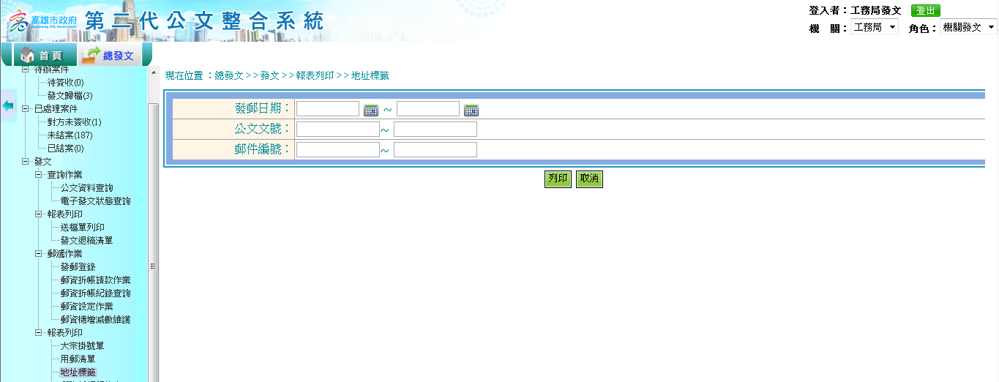 高雄市政府
Kaohsiung City Government
第二代公文整合系統
登入者：工務局發文 登出
機 關： 工務局 角色： 機關發文
首頁 總發文
現在位置 ：總發文>>發文>>報表列印>>地址標籤
待辦案件
待簽收(0)
發文歸檔(3)
已處理案件
對方未簽收(1)
未結案(187)
已結案(0)
發文
查詢作業
公文資料查詢
電子發文狀態查詢
報表列印
送檔單列印
發文退稿清單
郵遞作業
發郵登錄
郵資拆帳請款作業
郵資拆帳紀錄查詢
郵資設定作業
郵資機增減數維護
報表列印
大宗掛號單
用郵清單
地址標籤
發郵日期： ~
公文文號： ~
郵件編號： ~
列印 取消